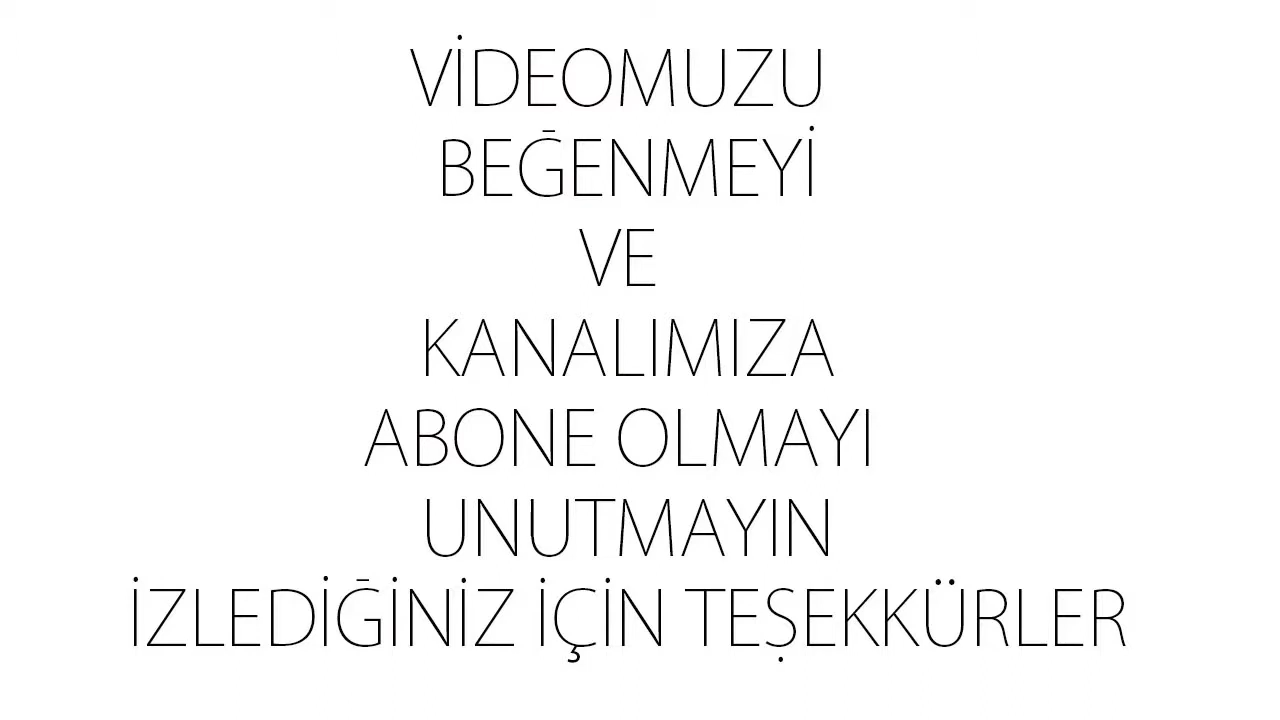 VİDEOMUZU
BEĞENMEYİ
VE
KANALIMIZA
ABONE OLMAYI
UNUTMAYIN
İZLEDİĞİNİZ İÇİN TEŞEKKÜRLER